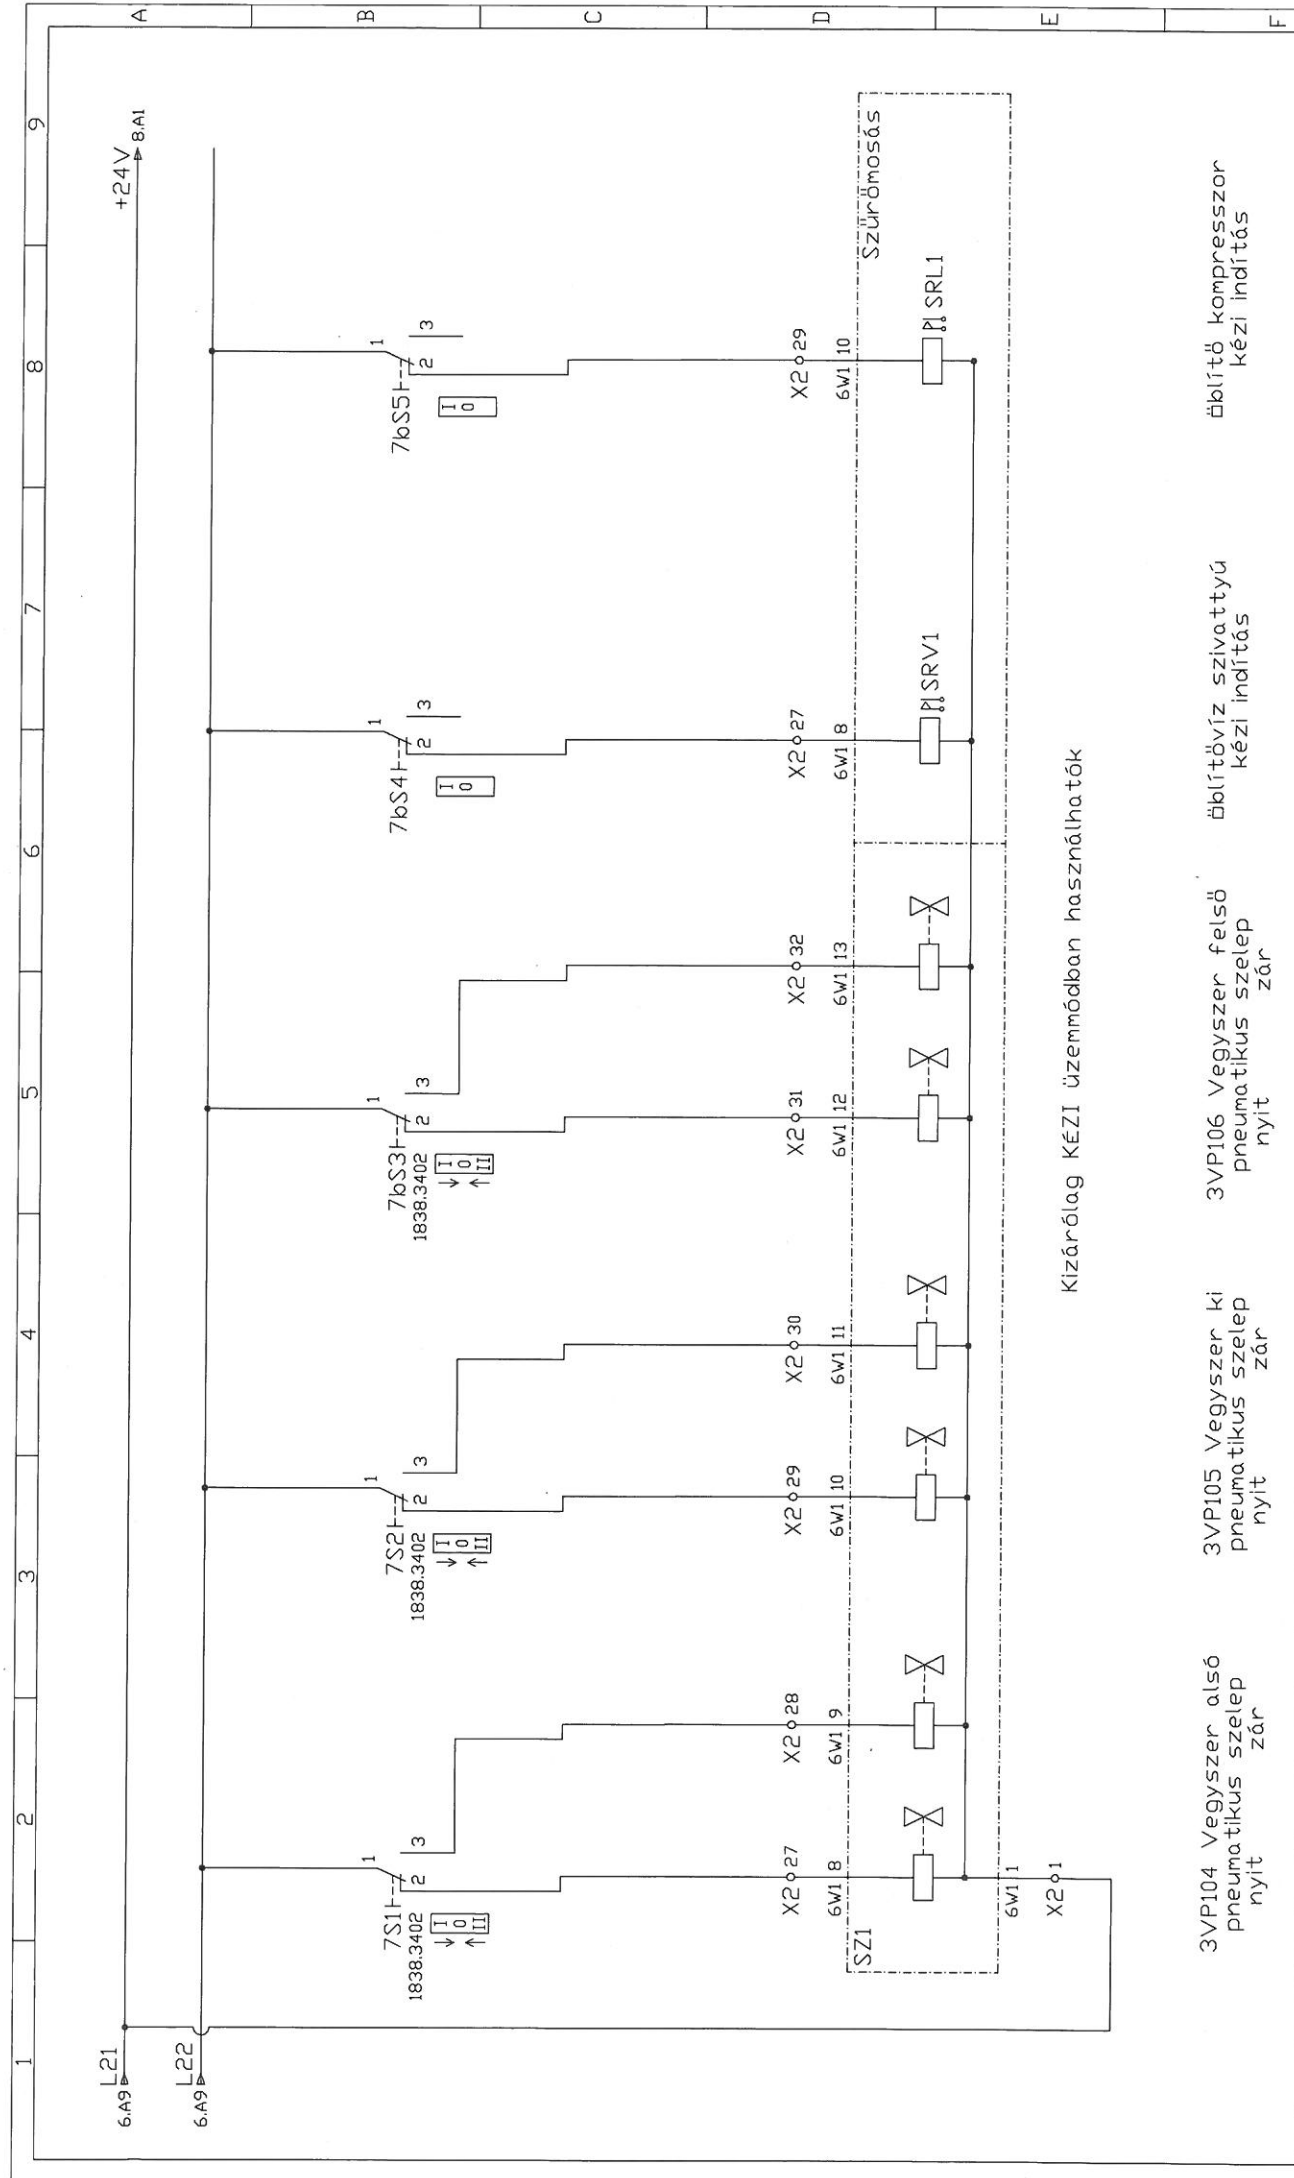 1 2 3 4 5 6 7 8 9
A
B
C
D
E
F
6.A9 L21
+24V 8.A1
6.A9 L22
7S1 1
1838.3402 2 3
I
0
II
7S2 1
1838.3402 2 3
I
0
II
7bS3 1
1838.3402 2 3
I
0
II
7bS4 1
2 3
I
0
7bS5 1
2 3
I
0
X2 27
X2 28
X2 29
X2 30
X2 31
X2 32
X2 27
X2 29
6W1 8
6W1 9
6W1 10
6W1 11
6W1 12
6W1 13
6W1 8
6W1 10
SZ1
Szűrőmosás
SRV1
SRL1
6W1 1
X2 1
Kizárólag KÉZI üzemmódban használhatók
3VP104 Vegyszer alsó
pneumatikus szelep
nyit zár
3VP105 Vegyszer ki
pneumatikus szelep
nyit zár
3VP106 Vegyszer felső
pneumatikus szelep
nyit zár
öblítővíz szivattyú
kézi indítás
öblítő kompresszor
kézi indítás